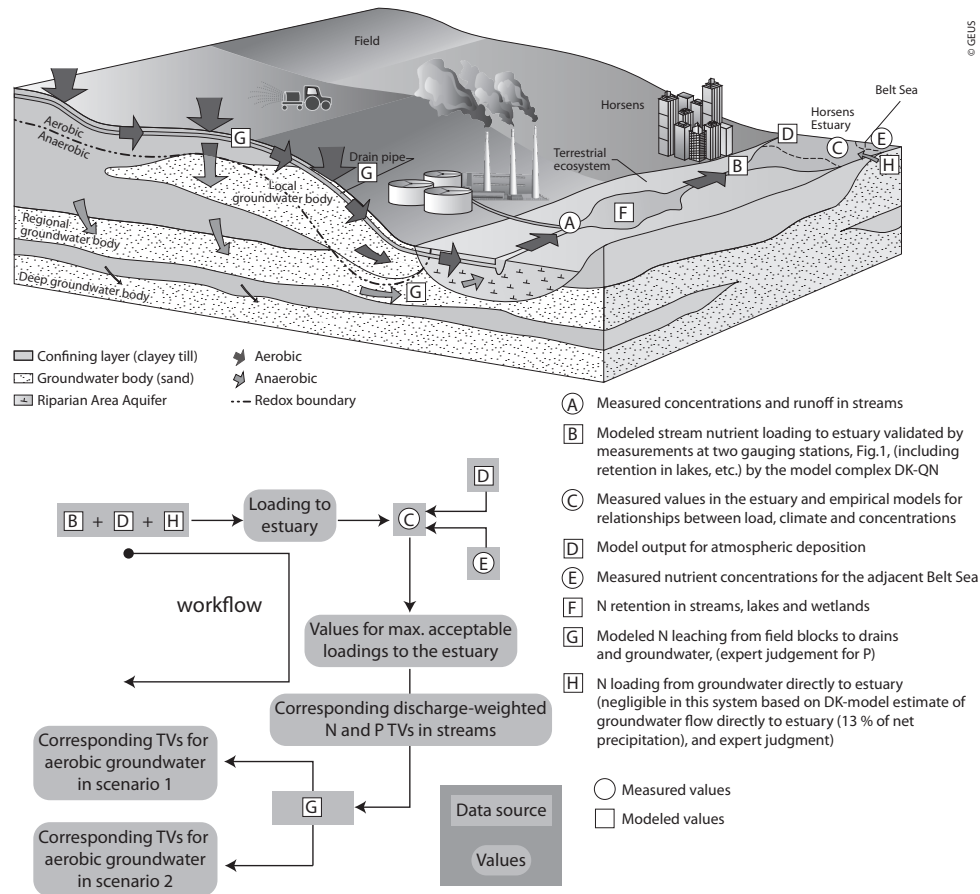 © GEUS
Field
Belt Sea
Horsens
Horsens
Estuary
D
E
C
H
Aerobic
Anaerobic
G
Drain pipe
G
Terrestrial
ecosystem
B
Local
groundwater body
F
A
Regional
groundwater body
G
Deep groundwater body
Confining layer (clayey till)
Groundwater body (sand)
Riparian Area Aquifer
Aerobic
Anaerobic
Redox boundary
A Measured concentrations and runoff in streams
B Modeled stream nutrient loading to estuary validated by
measurements at two gauging stations, Fig.1, (including
retention in lakes, etc.) by the model complex DK-QN
C Measured values in the estuary and empirical models for
relationships between load, climate and concentrations
D Model output for atmospheric deposition
E Measured nutrient concentrations for the adjacent Belt Sea
F N retention in streams, lakes and wetlands
G Modeled N leaching from field blocks to drains
and groundwater, (expert judgement for P)
H N loading from groundwater directly to estuary
(negligible in this system based on DK-model estimate of
groundwater flow directly to estuary (13 % of net
precipitation), and expert judgment)
Measured values
Modeled values
B + D + H
Loading to
estuary
D
C
E
workflow
Values for max. acceptable
loadings to the estuary
Corresponding discharge-weighted
N and P TVs in streams
Corresponding TVs for
aerobic groundwater
in scenario 1
G
Corresponding TVs for
aerobic groundwater
in scenario 2
Data source
Values